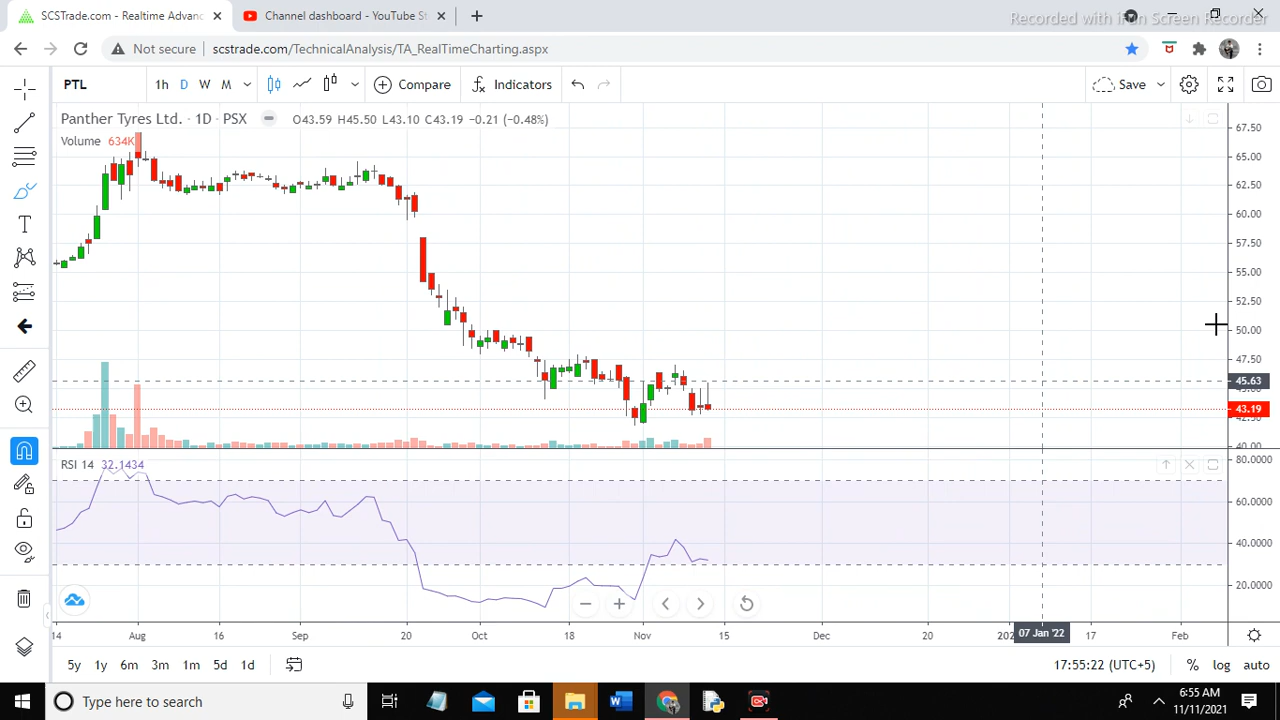 SCSTrade.com - Realtime Advanc
Channel dashboard - YouTube St
Recorded with iFun Screen Recorder
Not secure
scstrade.com/TechnicalAnalysis/TA_RealTimeCharting.aspx
PTL
1h D W M
Compare
Indicators
Save
Panther Tyres Ltd. · 1D · PSX
O43.59 H45.50 L43.10 C43.19 −0.21 (−0.48%)
Volume 634K
67.50
65.00
62.50
60.00
57.50
55.00
52.50
50.00
47.50
45.63
43.19
40.00
RSI 14 32.1434
80.0000
60.0000
40.0000
20.0000
14 Aug 16 Sep 20 Oct 18 Nov 15 Dec 20 07 Jan '22 17 Feb
5y 1y 6m 3m 1m 5d 1d
17:55:22 (UTC+5)
% log auto
Type here to search
6:55 AM
11/11/2021